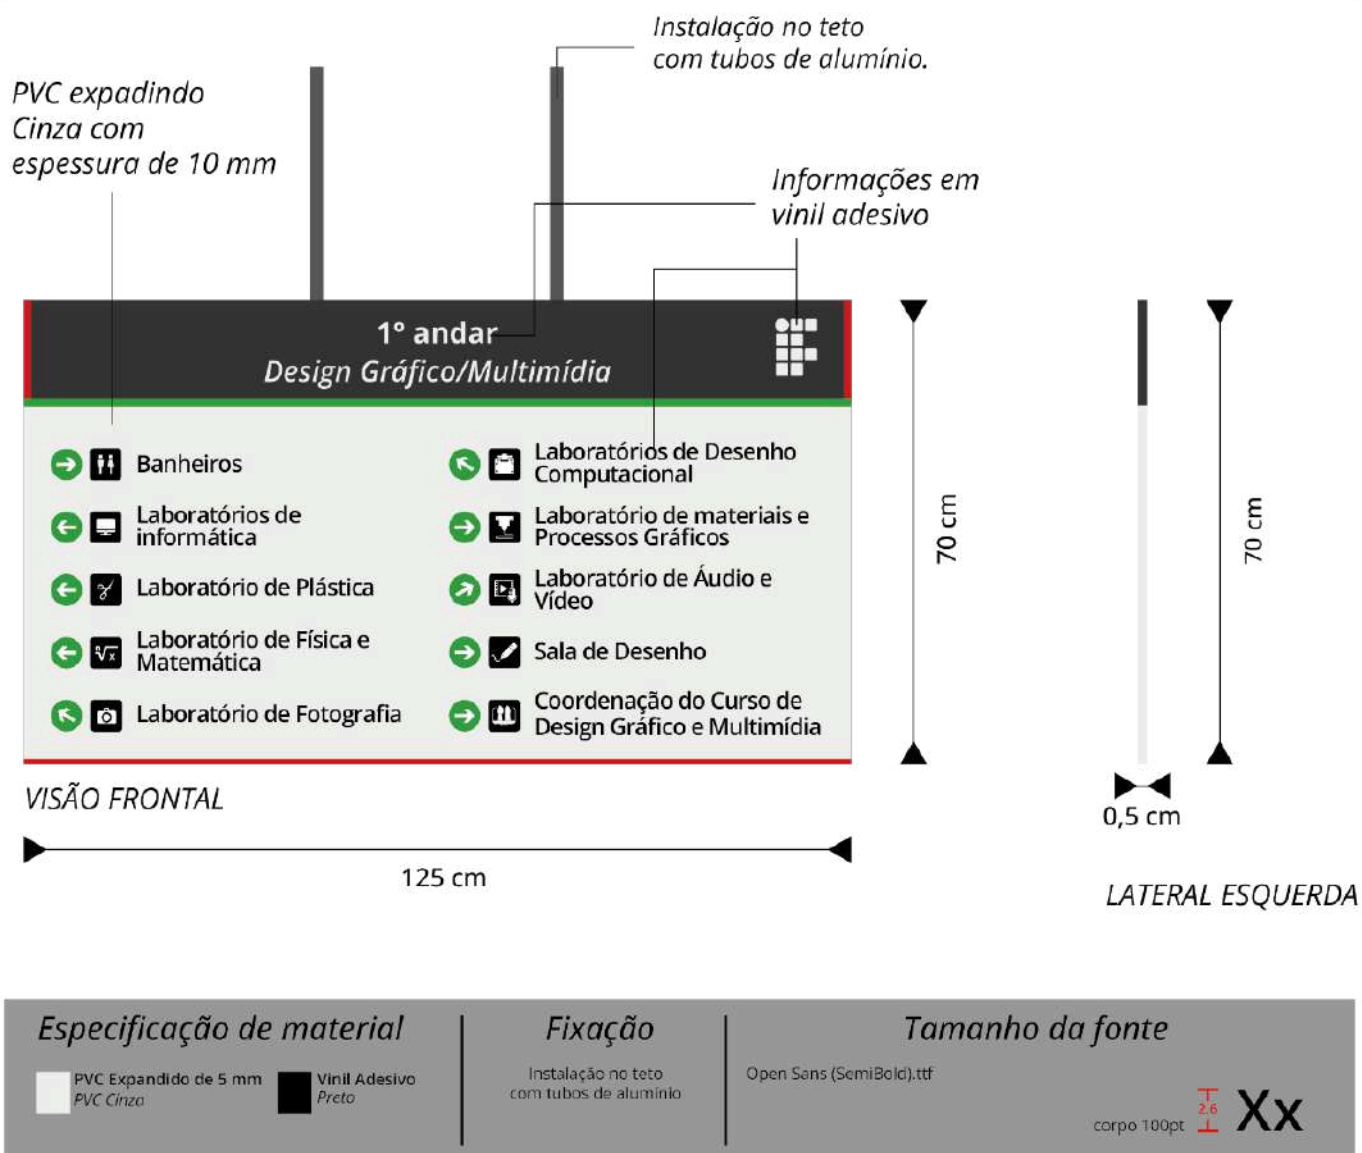 Instalação no teto
com tubos de alumínio.
PVC expadindo
Cinza com
espessura de 10 mm
Informações em
vinil adesivo
1º andar
Design Gráfico/Multimídia
Banheiros
Laboratórios de
informática
Laboratório de Plástica
Laboratório de Física e
Matemática
Laboratório de Fotografia
Laboratórios de Desenho
Computacional
Laboratório de materiais e
Processos Gráficos
Laboratório de Áudio e
Vídeo
Sala de Desenho
Coordenação do Curso de
Design Gráfico e Multimídia
√x
70 cm
70 cm
0,5 cm
VISÃO FRONTAL
125 cm
LATERAL ESQUERDA
Especificação de material
PVC Expandido de 5 mm
PVC Cinza
Vinil Adesivo
Preto
Fixação
Instalação no teto
com tubos de alumínio
Tamanho da fonte
Open Sans (SemiBold).ttf
corpo 100pt
2.6
Xx